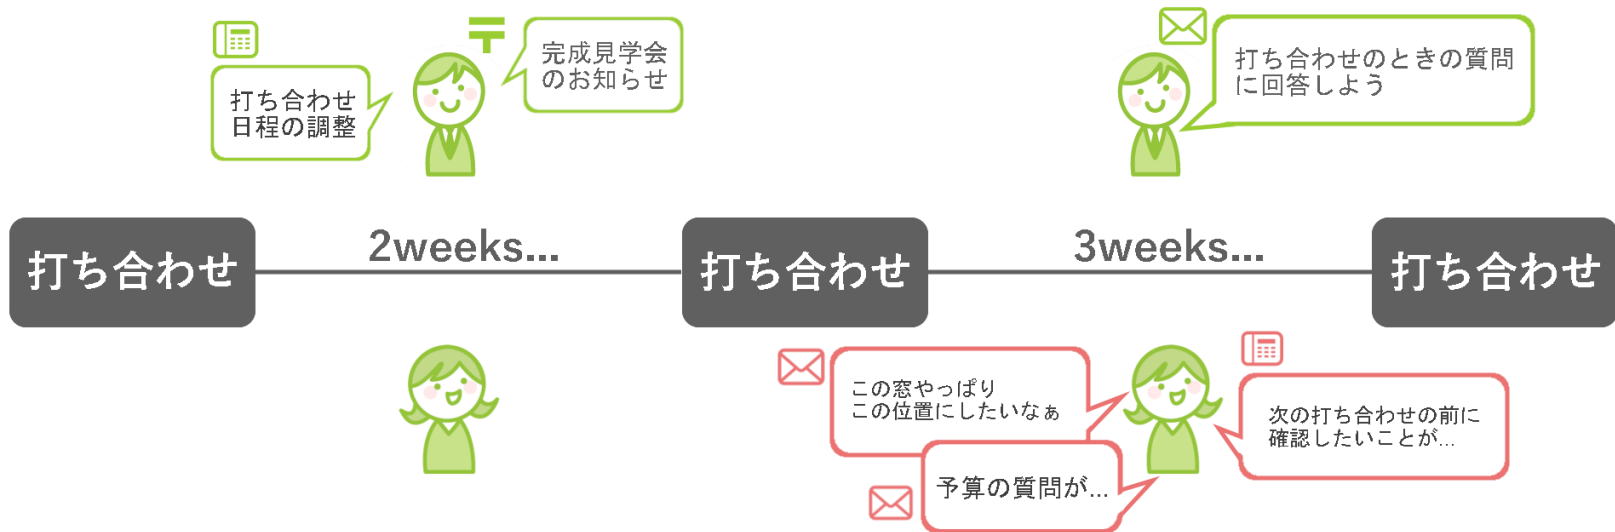 打ち合わせ
日程の調整
完成見学会
のお知らせ
打ち合わせのときの質問
に回答しよう
打ち合わせ
2weeks...
打ち合わせ
3weeks...
打ち合わせ
この窓やっぱり
この位置にしたいなぁ
予算の質問が...
次の打ち合わせの前に
確認したいことが...